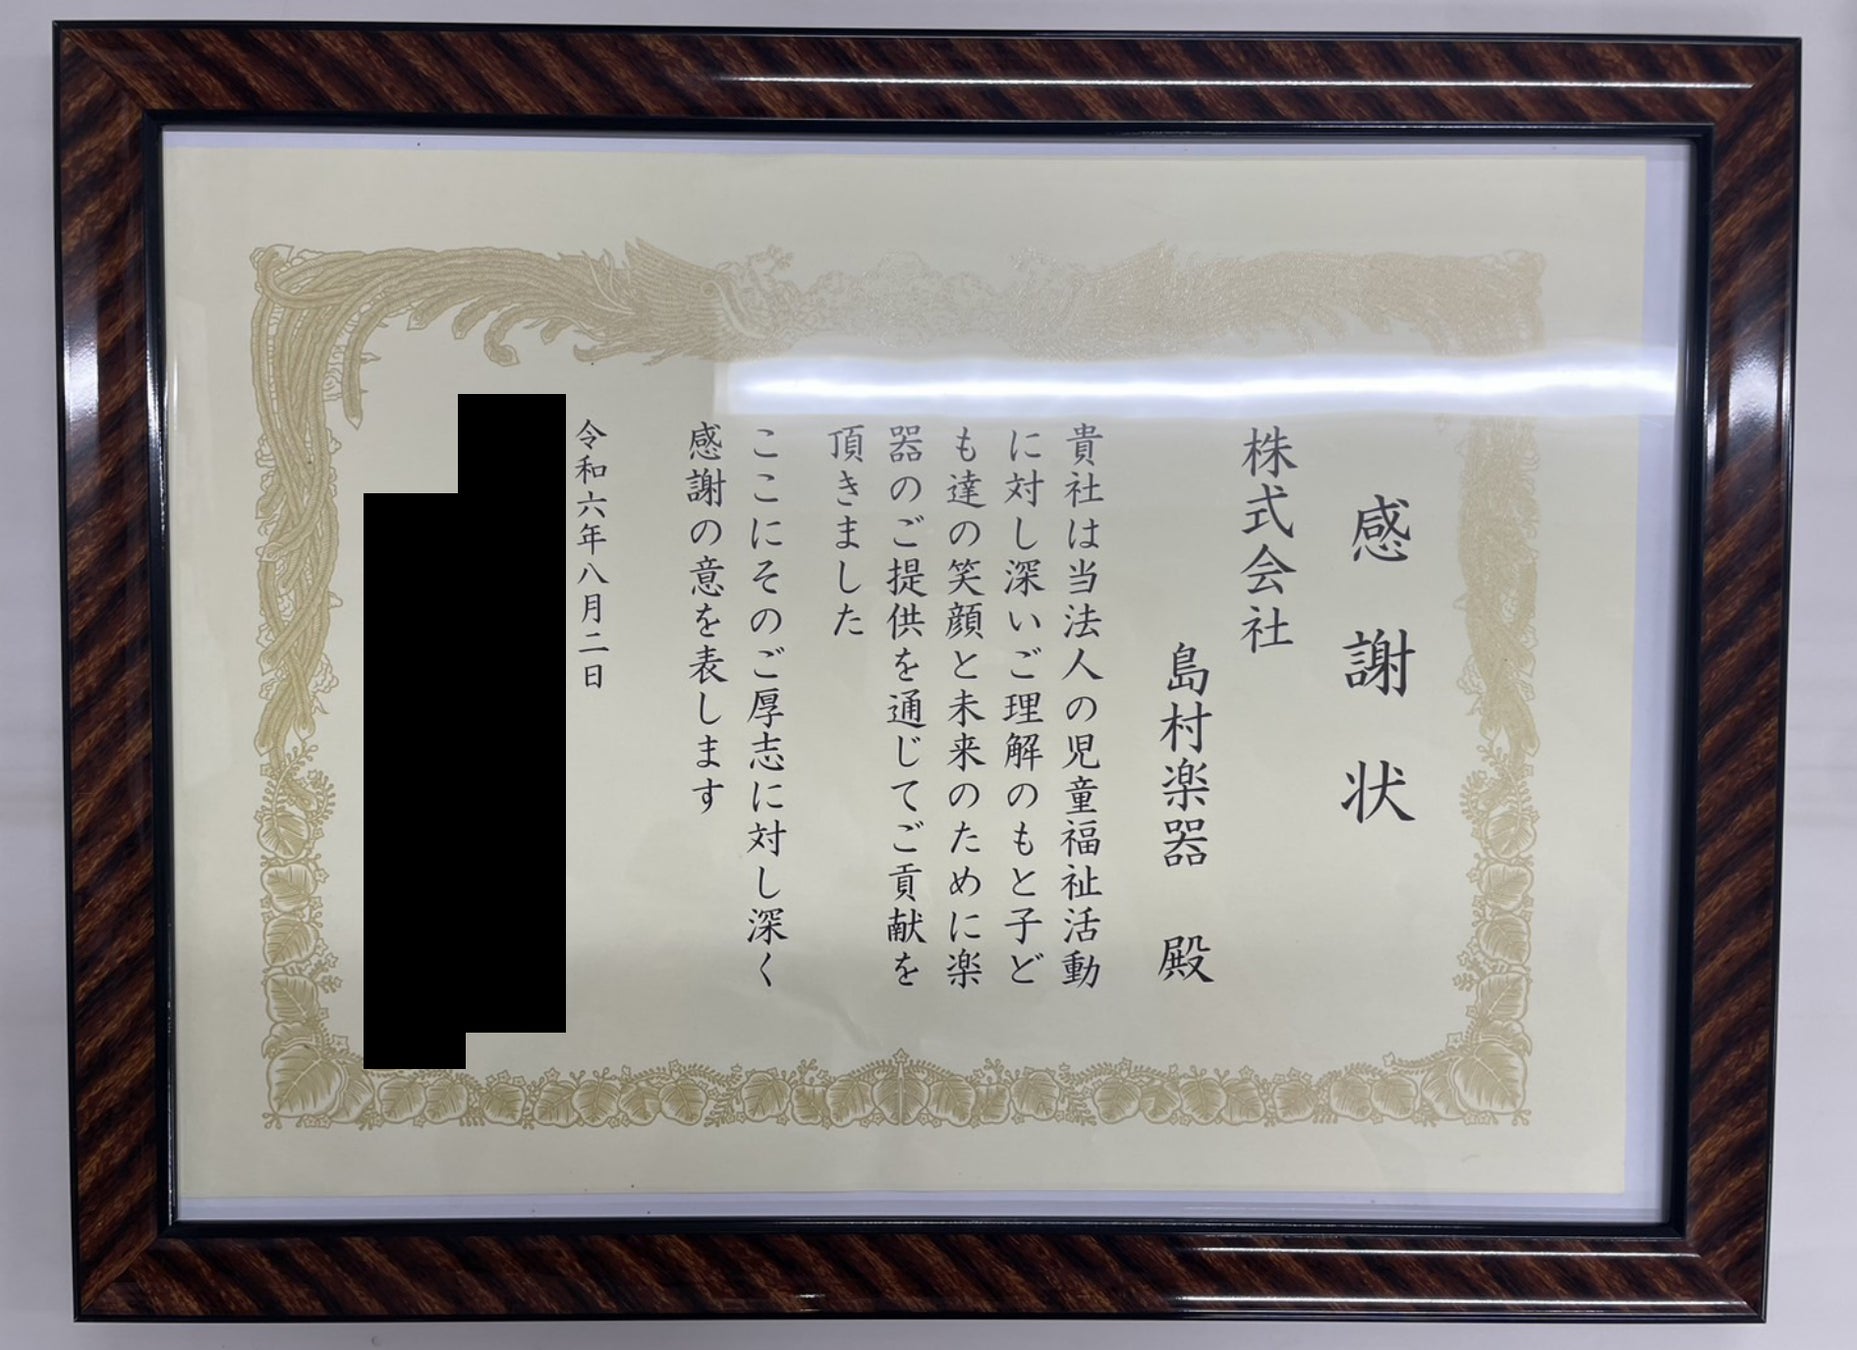 感謝状
株式会社
島村楽器 殿
貴社は当法人の児童福祉活動
に対し深いご理解のもと子ど
も達の笑顔と未来のために楽
器のご提供を通じてご貢献を
頂きました
ここにそのご厚志に対し深く
感謝の意を表します
令和六年八月二日